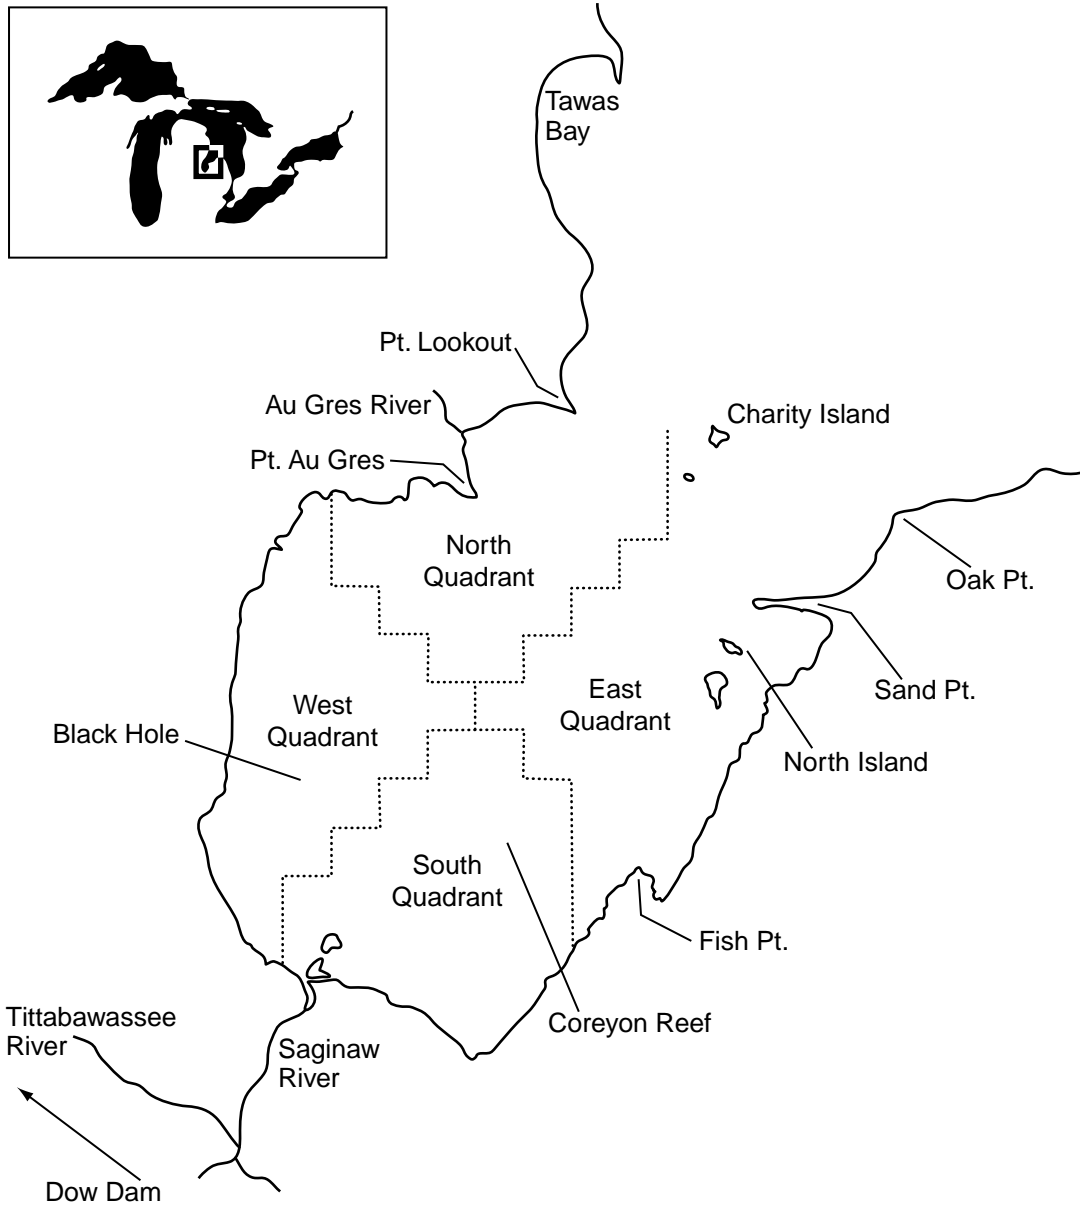 Tawas
Bay
Pt. Lookout
Au Gres River
Charity Island
Pt. Au Gres
North
Quadrant
Oak Pt.
Sand Pt.
East
Quadrant
West
Quadrant
Black Hole
North Island
South
Quadrant
Fish Pt.
Coreyon Reef
Tittabawassee
River
Saginaw
River
Dow Dam